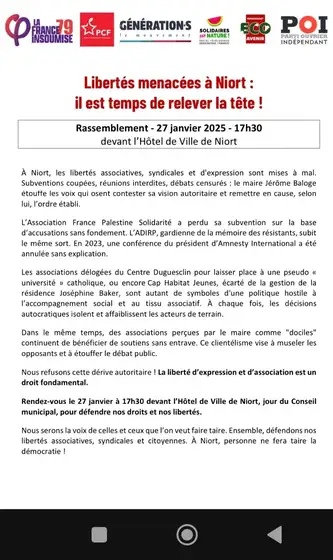 LA FRANCE INSOUMISE 79
PCF
GÉNÉRATION·S
le mouvement
SOLIDARITÉS
ET NATURE!
ECO
AVENIR
POI
PARTI OUVRIER
INDÉPENDANT
Libertés menacées à Niort :
il est temps de relever la tête !
Rassemblement - 27 janvier 2025 - 17h30
devant l’Hôtel de Ville de Niort
À Niort, les libertés associatives, syndicales et d’expression sont mises à mal.
Subventions coupées, réunions interdites, débats censurés : le maire Jérôme Baloge
étouffe les voix qui osent contester sa vision autoritaire et remettre en cause, selon
lui, l’ordre établi.
L’Association France Palestine Solidarité a perdu sa subvention sur la base
d’accusations sans fondement. L’ADIRP, gardienne de la mémoire des résistants, subit
le même sort. En 2023, une conférence du président d’Amnesty International a été
annulée sans explication.
Les associations délogées du Centre Duguesclin pour laisser place à une pseudo «
université » catholique, ou encore Cap Habitat Jeunes, écarté de la gestion de la
résidence Joséphine Baker, sont autant de symboles d’une politique hostile à
l’accompagnement social et au tissu associatif. À chaque fois, les décisions
autocratiques isolent et affaiblissent les acteurs de terrain.
Dans le même temps, des associations perçues par le maire comme "dociles"
continuent de bénéficier de soutiens sans entrave. Ce clientélisme vise à museler les
opposants et à étouffer le débat public.
Nous refusons cette dérive autoritaire ! La liberté d’expression et d’association est un
droit fondamental.
Rendez-vous le 27 janvier à 17h30 devant l’Hôtel de Ville de Niort, jour du Conseil
municipal, pour défendre nos droits et nos libertés.
Nous serons la voix de celles et ceux que l’on veut faire taire. Ensemble, défendons nos
libertés associatives, syndicales et citoyennes. À Niort, personne ne fera taire la
démocratie !